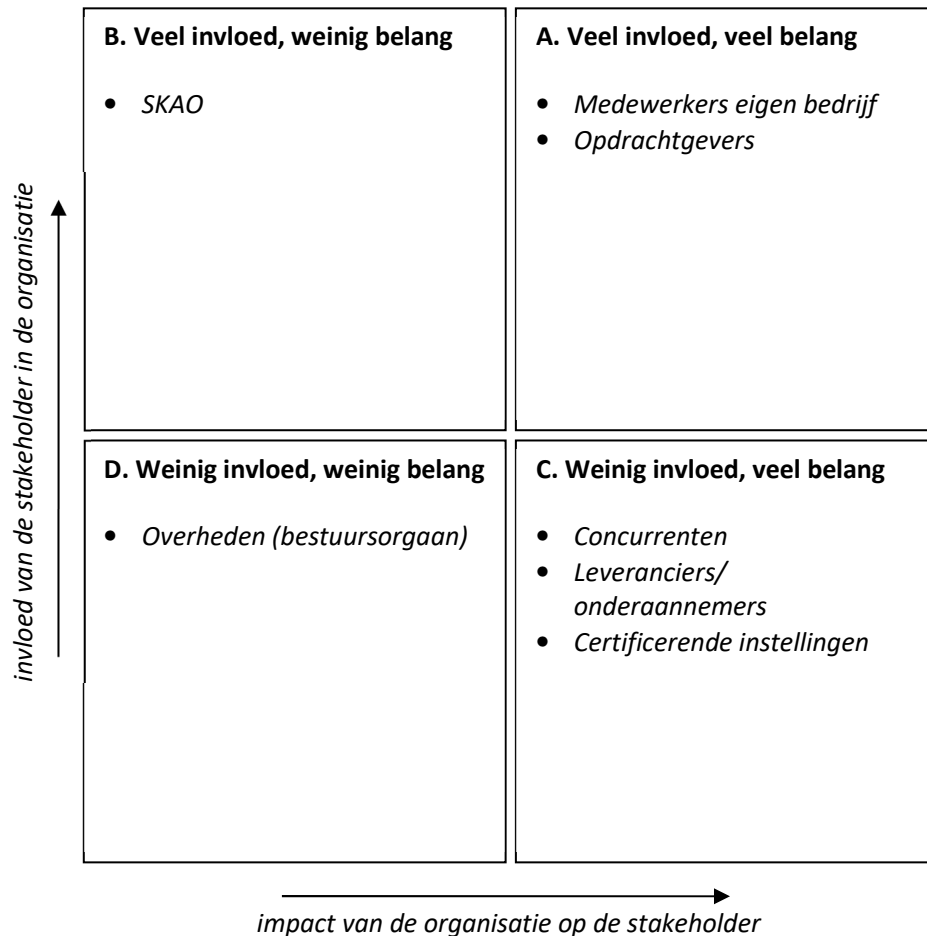 B. Veel invloed, weinig belang
• SKAO
A. Veel invloed, veel belang
• Medewerkers eigen bedrijf
• Opdrachtgevers
D. Weinig invloed, weinig belang
• Overheden (bestuursorgaan)
C. Weinig invloed, veel belang
• Concurrenten
• Leveranciers/
onderaannemers
• Certificerende instellingen
invloed van de stakeholder in de organisatie
impact van de organisatie op de stakeholder